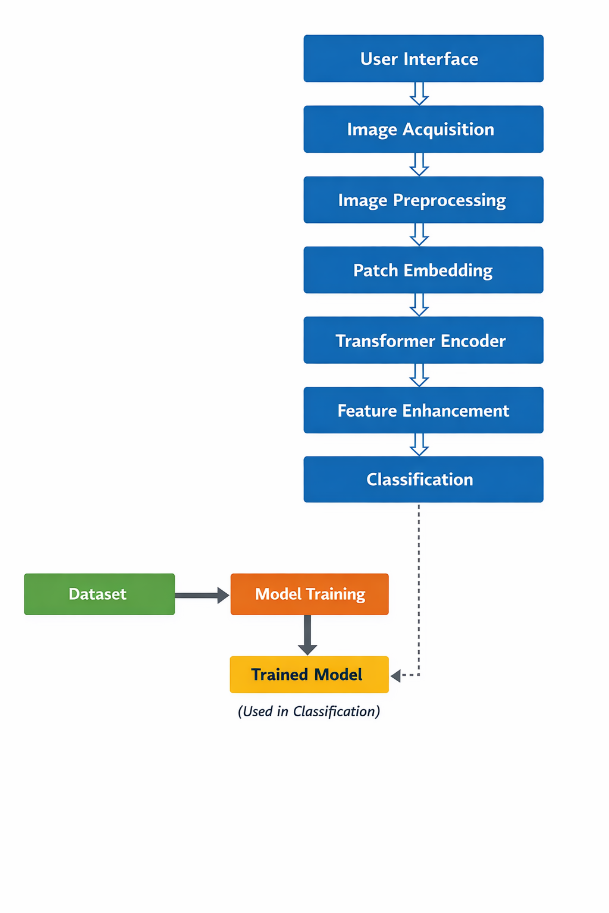 User Interface
Image Acquisition
Image Preprocessing
Patch Embedding
Transformer Encoder
Feature Enhancement
Classification
Dataset
Model Training
Trained Model
(Used in Classification)